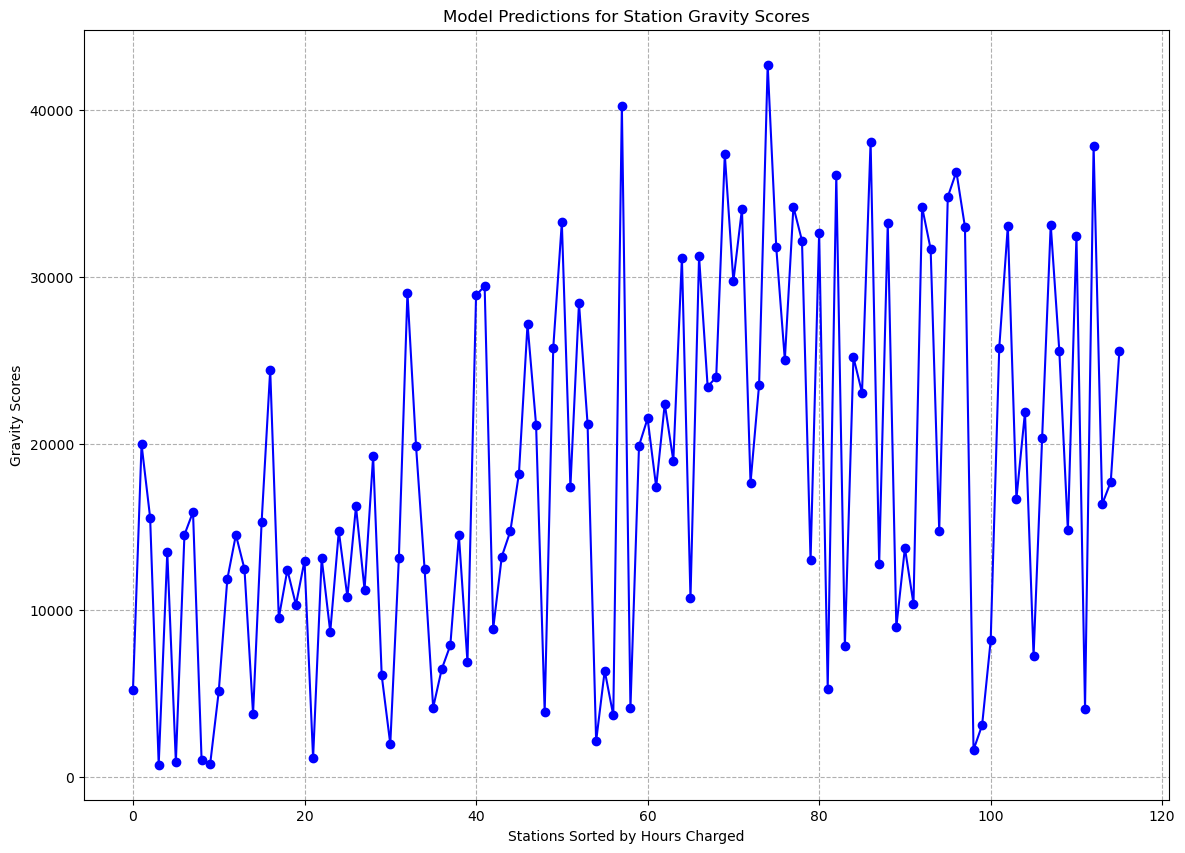 Model Predictions for Station Gravity Scores
40000
30000
20000
10000
0
Gravity Scores
0 20 40 60 80 100 120
Stations Sorted by Hours Charged